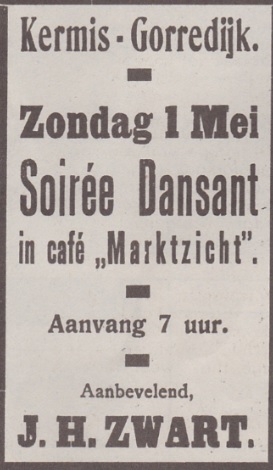 Kermis - Gorredijk.
Zondag 1 Mei
Soirée Dansant
in café „Marktzicht”.
Aanvang 7 uur.
Aanbevelend,
J. H. ZWART.